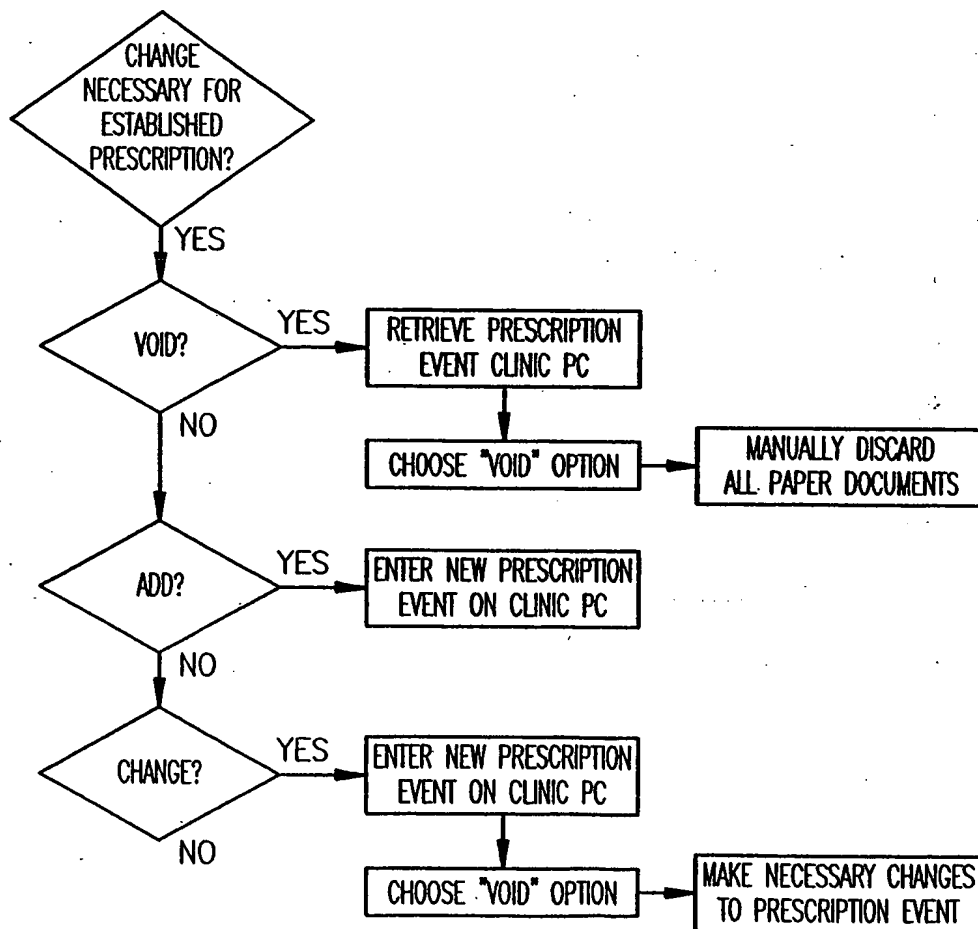 CHANGE
NECESSARY FOR
ESTABLISHED
PRESCRIPTION?
YES
VOID?
YES
RETRIEVE PRESCRIPTION
EVENT CLINIC PC
NO
CHOOSE "VOID" OPTION
MANUALLY DISCARD
ALL PAPER DOCUMENTS
ADD?
YES
ENTER NEW PRESCRIPTION
EVENT ON CLINIC PC
NO
CHANGE?
YES
ENTER NEW PRESCRIPTION
EVENT ON CLINIC PC
NO
CHOOSE "VOID" OPTION
MAKE NECESSARY CHANGES
TO PRESCRIPTION EVENT